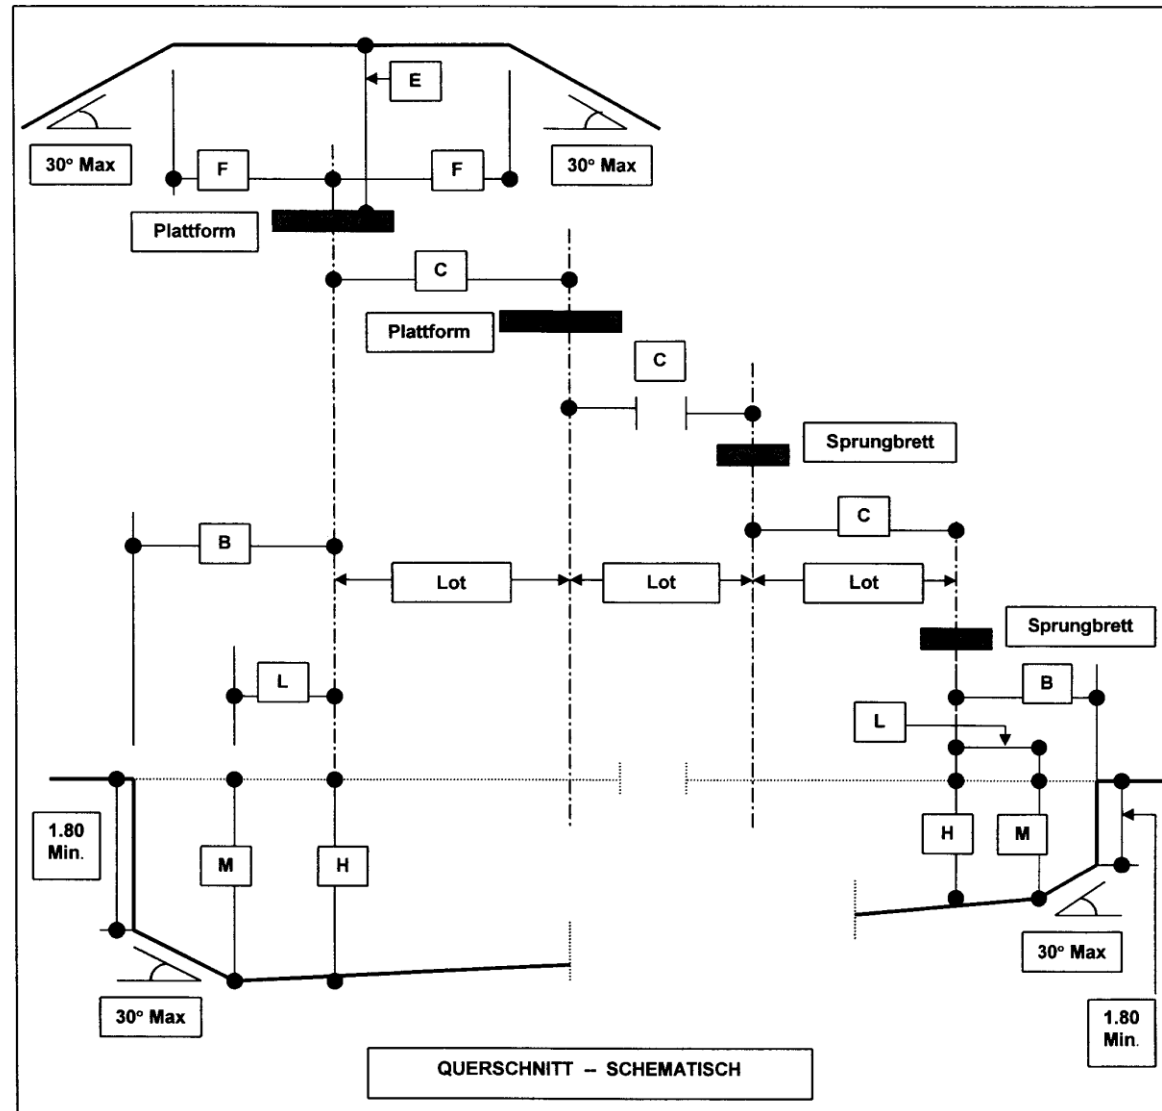 E
30° Max
F
F
30° Max
Plattform
C
Plattform
C
Sprungbrett
C
B
Lot
Lot
Lot
Sprungbrett
L
B
L
1.80
Min.
M
H
H
M
30° Max
30° Max
1.80
Min.
QUERSCHNITT – SCHEMATISCH